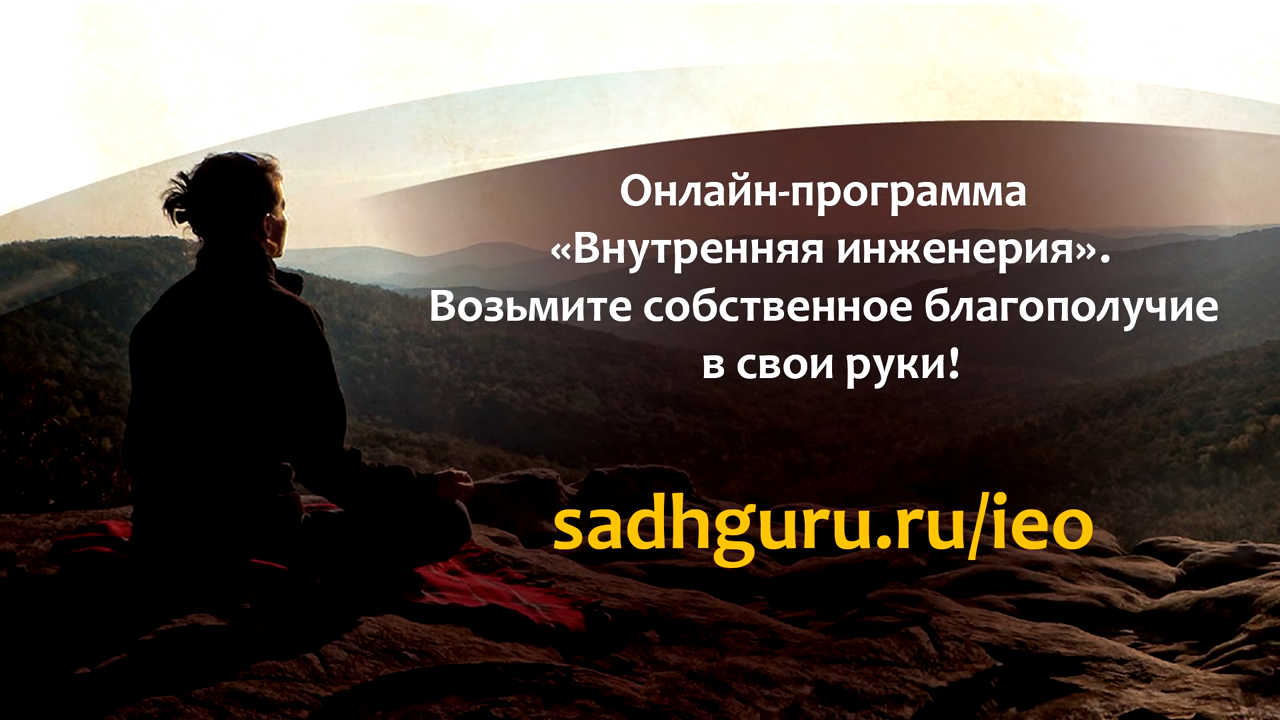 Онлайн-программа
«Внутренняя инженерия».
Возьмите собственное благополучие
в свои руки!
sadhguru.ru/ieo